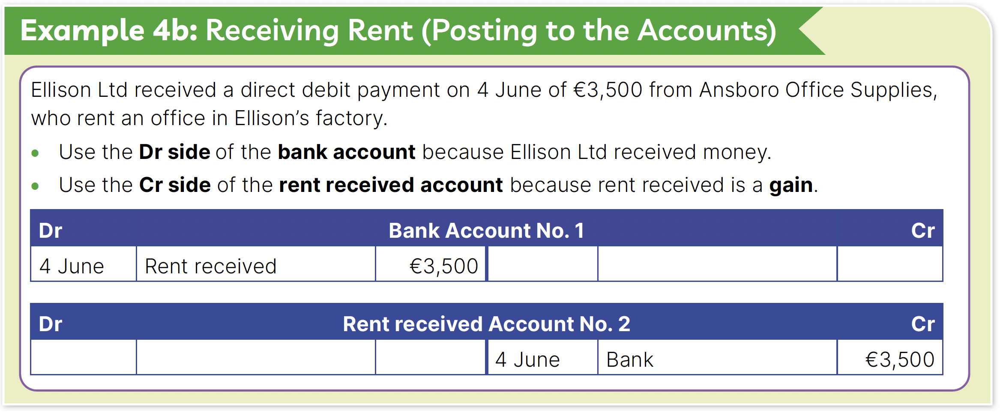 Example 4b: Receiving Rent (Posting to the Accounts)
Ellison Ltd received a direct debit payment on 4 June of €3,500 from Ansboro Office Supplies,
who rent an office in Ellison’s factory.
• Use the Dr side of the bank account because Ellison Ltd received money.
• Use the Cr side of the rent received account because rent received is a gain.
Dr Bank Account No. 1 Cr
4 June Rent received €3,500
Dr Rent received Account No. 2 Cr
4 June Bank €3,500